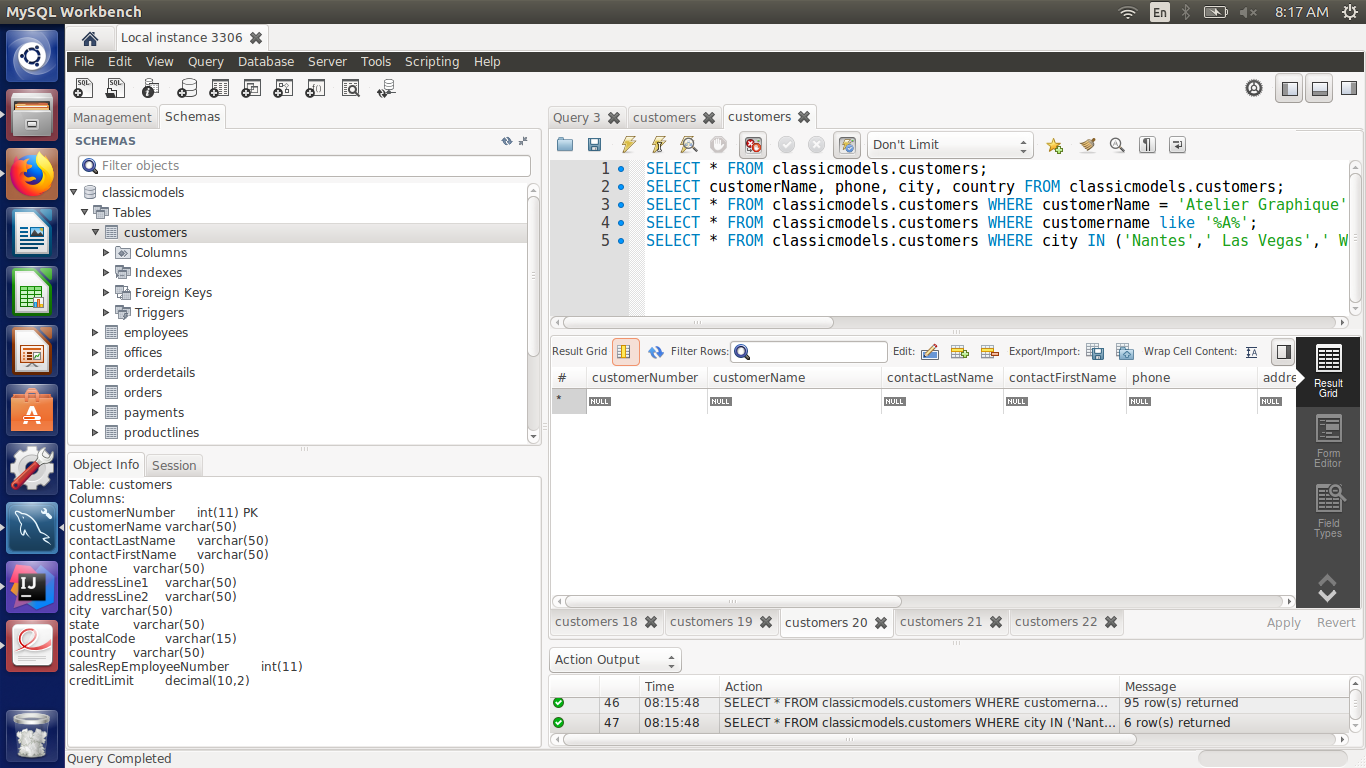 MySQL Workbench
En
8:17 AM
Local instance 3306
File Edit View Query Database Server Tools Scripting Help
Management Schemas
SCHEMAS
Filter objects
classicmodels
Tables
customers
Columns
Indexes
Foreign Keys
Triggers
employees
offices
orderdetails
orders
payments
productlines
Object Info Session
Table: customers
Columns:
customerNumber int(11) PK
customerName varchar(50)
contactLastName varchar(50)
contactFirstName varchar(50)
phone varchar(50)
addressLine1 varchar(50)
addressLine2 varchar(50)
city varchar(50)
state varchar(50)
postalCode varchar(15)
country varchar(50)
salesRepEmployeeNumber int(11)
creditLimit decimal(10,2)
Query 3 customers customers
Don't Limit
1 SELECT * FROM classicmodels.customers;
2 SELECT customerName, phone, city, country FROM classicmodels.customers;
3 SELECT * FROM classicmodels.customers WHERE customerName = 'Atelier Graphique'
4 SELECT * FROM classicmodels.customers WHERE customername like '%A%';
5 SELECT * FROM classicmodels.customers WHERE city IN ('Nantes',' Las Vegas',' W
Result Grid Filter Rows: Edit: Export/Import: Wrap Cell Content:
# customerNumber customerName contactLastName contactFirstName phone addre
* NULL NULL NULL NULL NULL NULL
Result
Grid
Form
Editor
Field
Types
customers 18 customers 19 customers 20 customers 21 customers 22
Apply Revert
Action Output
Time Action Message
46 08:15:48 SELECT * FROM classicmodels.customers WHERE customerna... 95 row(s) returned
47 08:15:48 SELECT * FROM classicmodels.customers WHERE city IN ('Nant... 6 row(s) returned
Query Completed